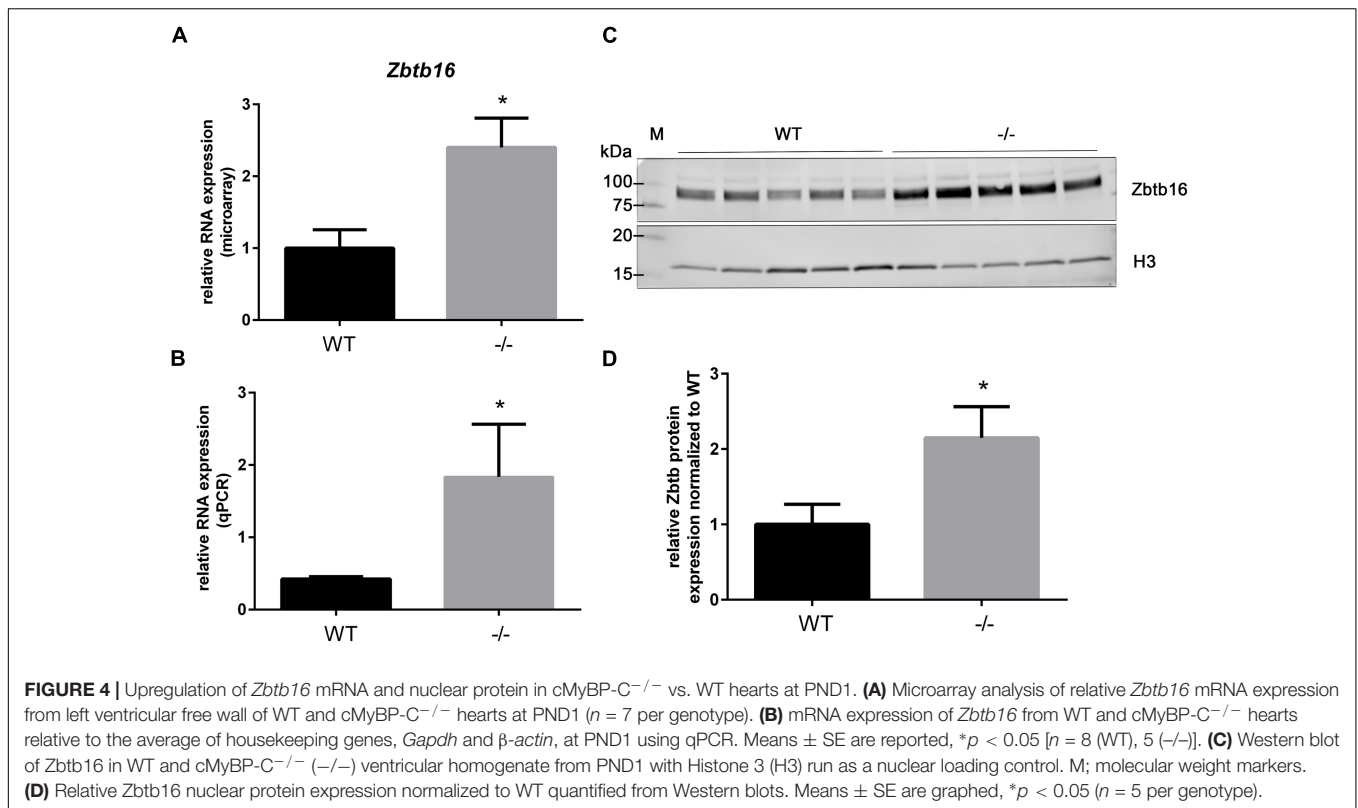 A
Zbtb16
relative RNA expression
(microarray)
3
2
1
0
*
WT
-/-
C
M
WT
-/-
kDa
100
75
20
15
Zbtb16
H3
B
relative RNA expression
(qPCR)
3
2
1
0
*
WT
-/-
D
relative Zbtb protein
expression normalized to WT
3
2
1
0
*
WT
-/-
FIGURE 4 | Upregulation of Zbtb16 mRNA and nuclear protein in cMyBP-C−/− vs. WT hearts at PND1. (A) Microarray analysis of relative Zbtb16 mRNA expression
from left ventricular free wall of WT and cMyBP-C−/− hearts at PND1 (n = 7 per genotype). (B) mRNA expression of Zbtb16 from WT and cMyBP-C−/− hearts
relative to the average of housekeeping genes, Gapdh and β-actin, at PND1 using qPCR. Means ± SE are reported, *p < 0.05 [n = 8 (WT), 5 (–/–)]. (C) Western blot
of Zbtb16 in WT and cMyBP-C−/− (−/−) ventricular homogenate from PND1 with Histone 3 (H3) run as a nuclear loading control. M; molecular weight markers.
(D) Relative Zbtb16 nuclear protein expression normalized to WT quantified from Western blots. Means ± SE are graphed, *p < 0.05 (n = 5 per genotype).